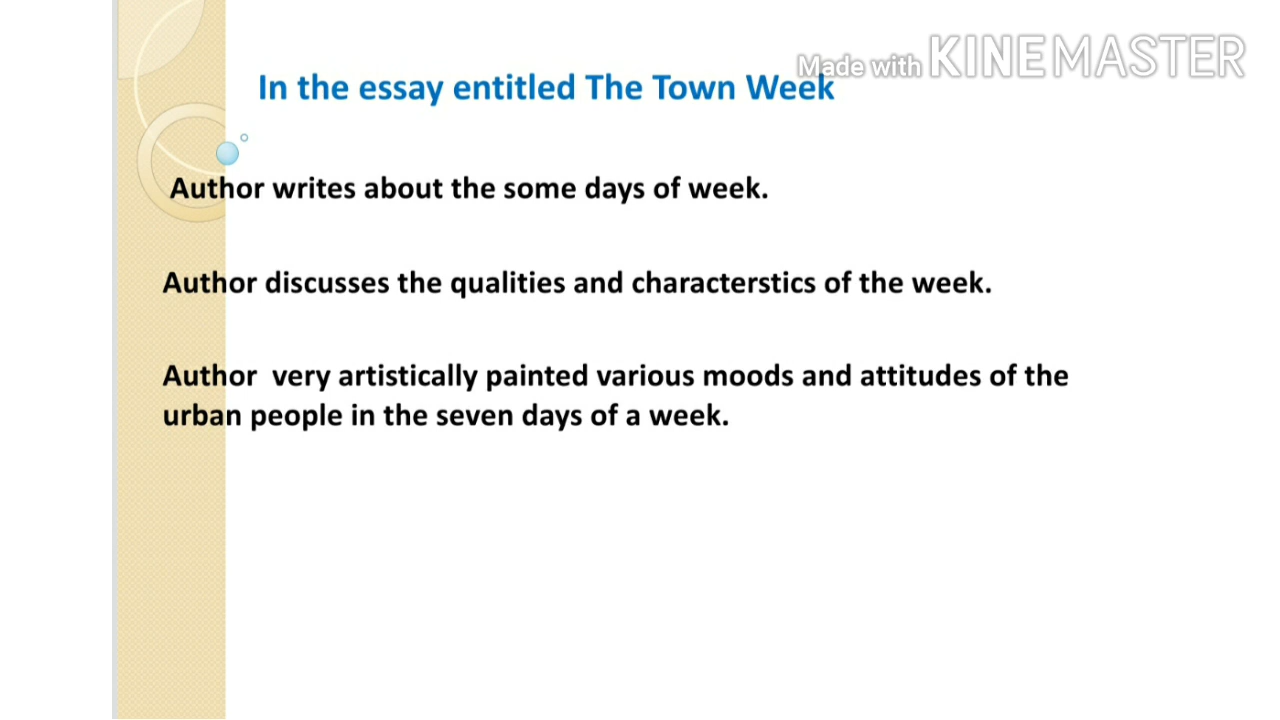 Made with KINEMASTER
In the essay entitled The Town Week
Author writes about the some days of week.
Author discusses the qualities and characterstics of the week.
Author very artistically painted various moods and attitudes of the
urban people in the seven days of a week.